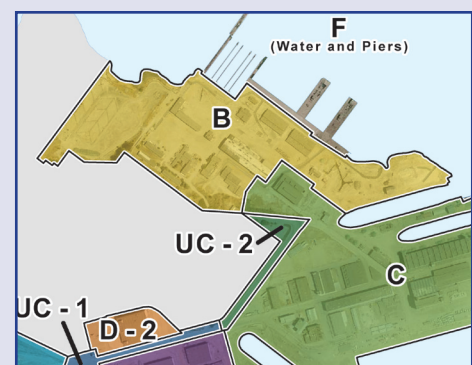 F
(Water and Piers)
B
UC - 2
C
UC - 1
D - 2